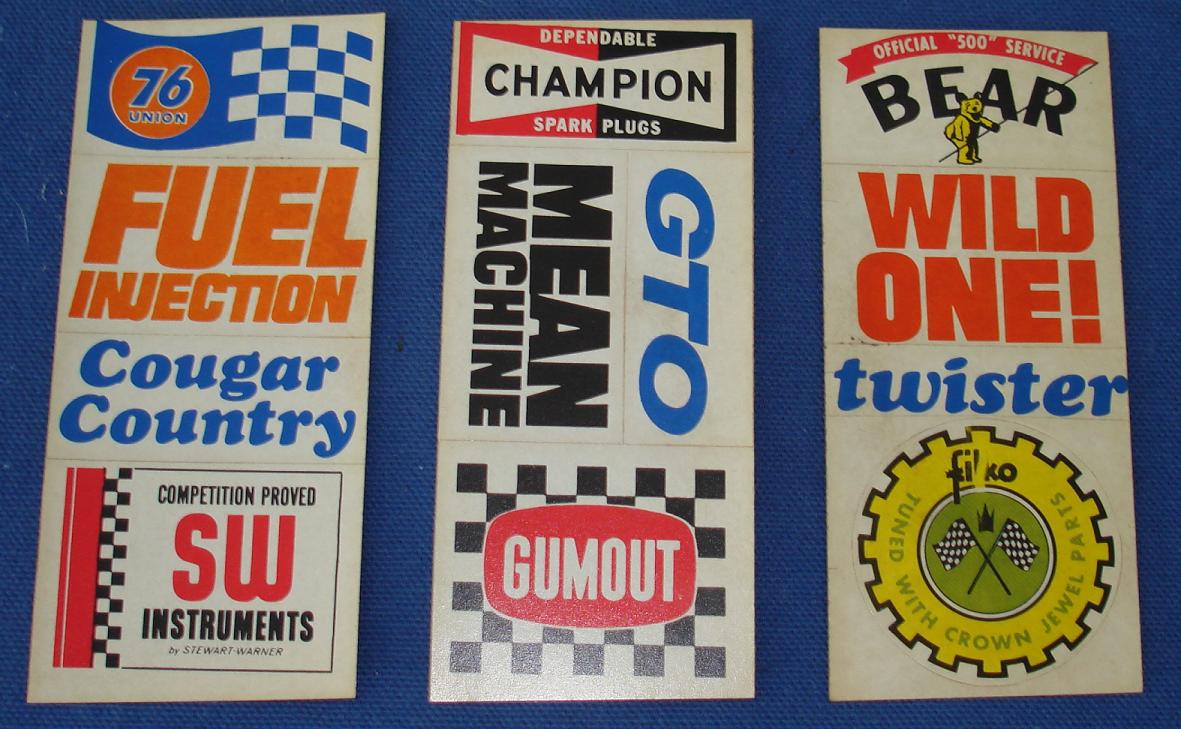 76
UNION
FUEL
INJECTION
Cougar
Country
COMPETITION PROVED
SW
INSTRUMENTS
by STEWART-WARNER
DEPENDABLE
CHAMPION
SPARK PLUGS
MEAN
MACHINE
GTO
GUMOUT
OFFICIAL "500" SERVICE
BEAR
WILD
ONE!
twister
filko
TUNED WITH CROWN JEWEL PARTS